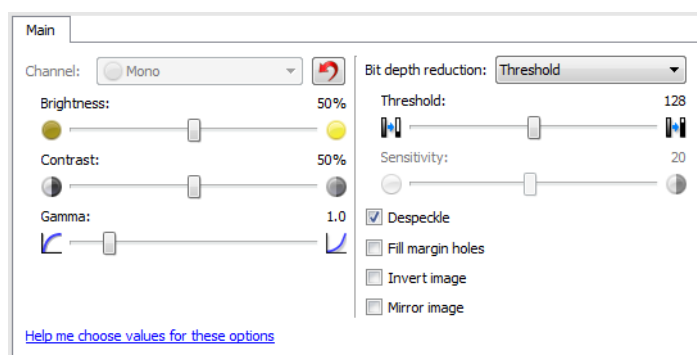 Main
Channel: Mono
Brightness: 50%
Contrast: 50%
Gamma: 1.0
Help me choose values for these options
Bit depth reduction: Threshold
Threshold: 128
Sensitivity: 20
Despeckle
Fill margin holes
Invert image
Mirror image